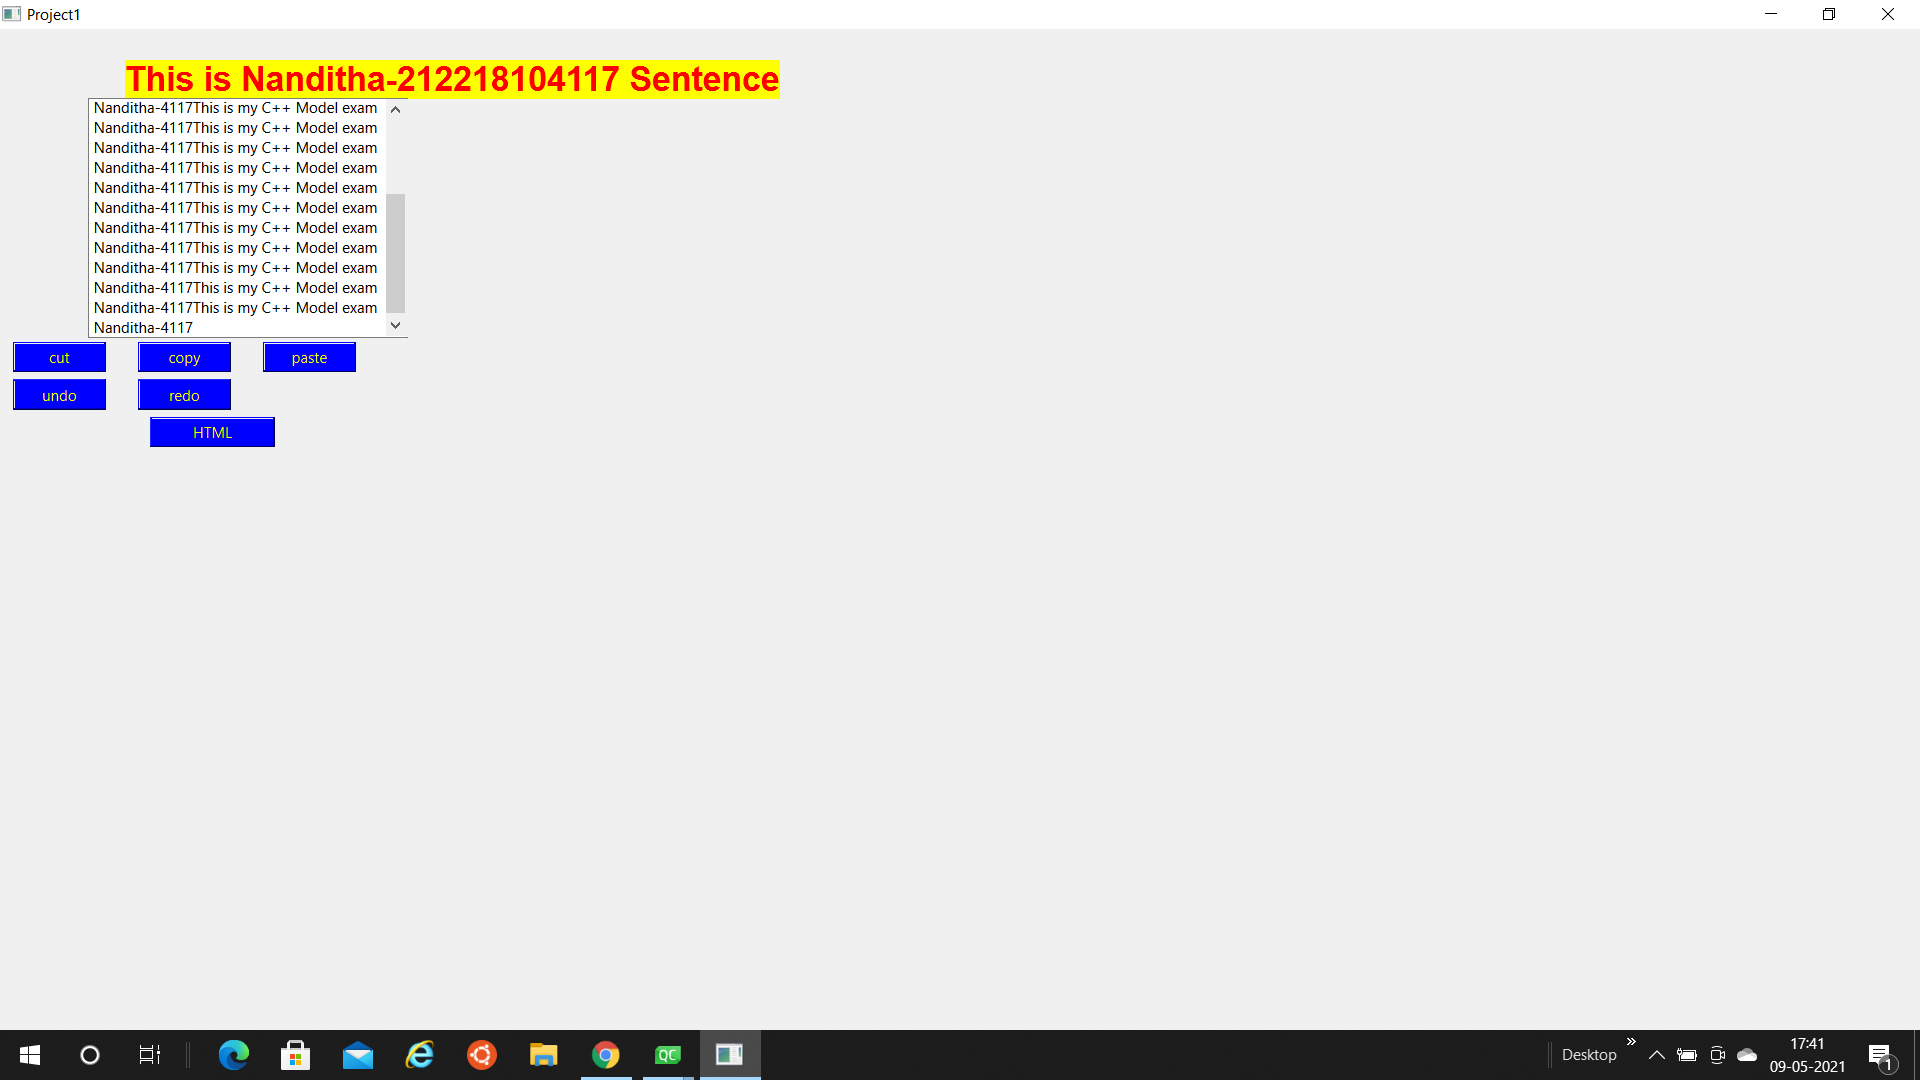 Project1
This is Nanditha-212218104117 Sentence
Nanditha-4117This is my C++ Model exam
Nanditha-4117This is my C++ Model exam
Nanditha-4117This is my C++ Model exam
Nanditha-4117This is my C++ Model exam
Nanditha-4117This is my C++ Model exam
Nanditha-4117This is my C++ Model exam
Nanditha-4117This is my C++ Model exam
Nanditha-4117This is my C++ Model exam
Nanditha-4117This is my C++ Model exam
Nanditha-4117This is my C++ Model exam
Nanditha-4117This is my C++ Model exam
Nanditha-4117
cut copy paste
undo redo
HTML
QC
Desktop
17:41
09-05-2021
1